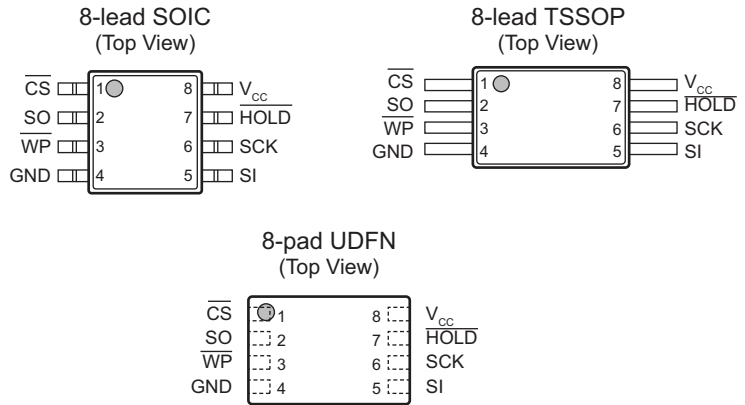 8-lead SOIC
(Top View)
CS 1 8 VCC
SO 2 7 HOLD
WP 3 6 SCK
GND 4 5 SI
8-lead TSSOP
(Top View)
CS 1 8 VCC
SO 2 7 HOLD
WP 3 6 SCK
GND 4 5 SI
8-pad UDFN
(Top View)
CS 1 8 VCC
SO 2 7 HOLD
WP 3 6 SCK
GND 4 5 SI